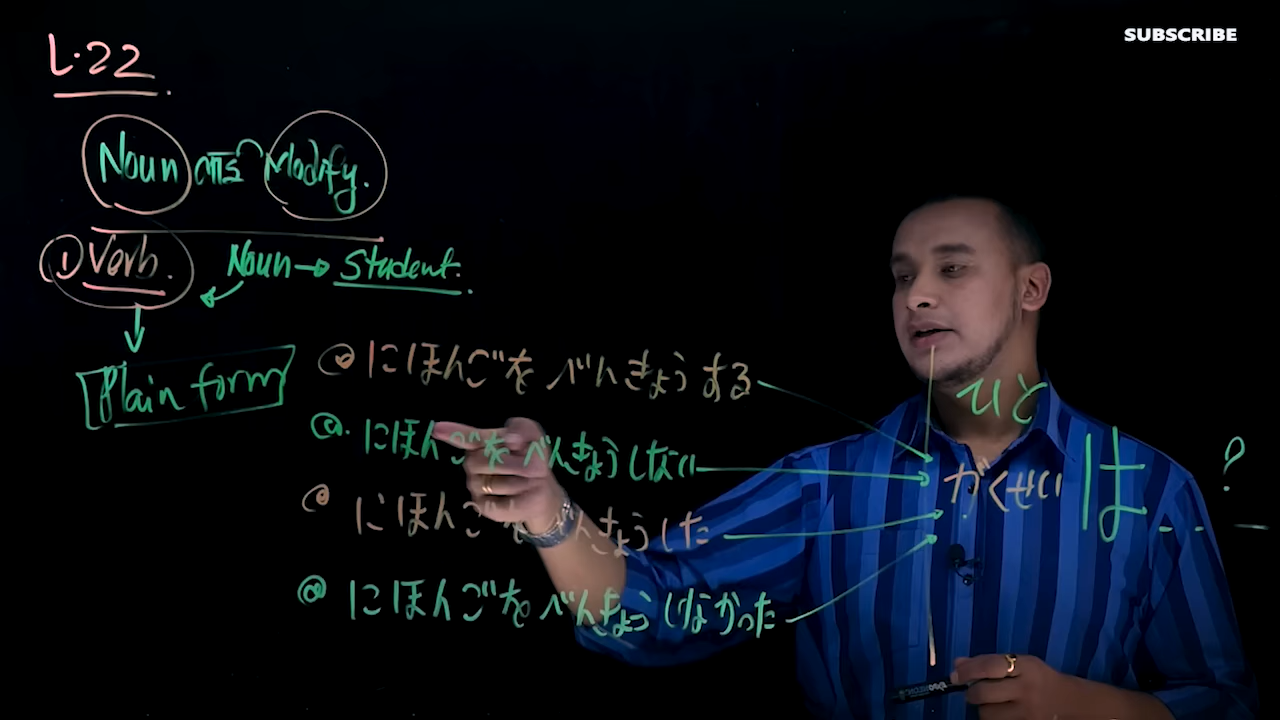 SUBSCRIBE
L.22
Noun কে Modify.
① Verb. Noun → Student.
Plain form
にほんごを べんきょうする
にほんごを べんきょうしない
にほんごを べんきょうした
にほんごを べんきょうしなかった
ひと
がくせい は... ?